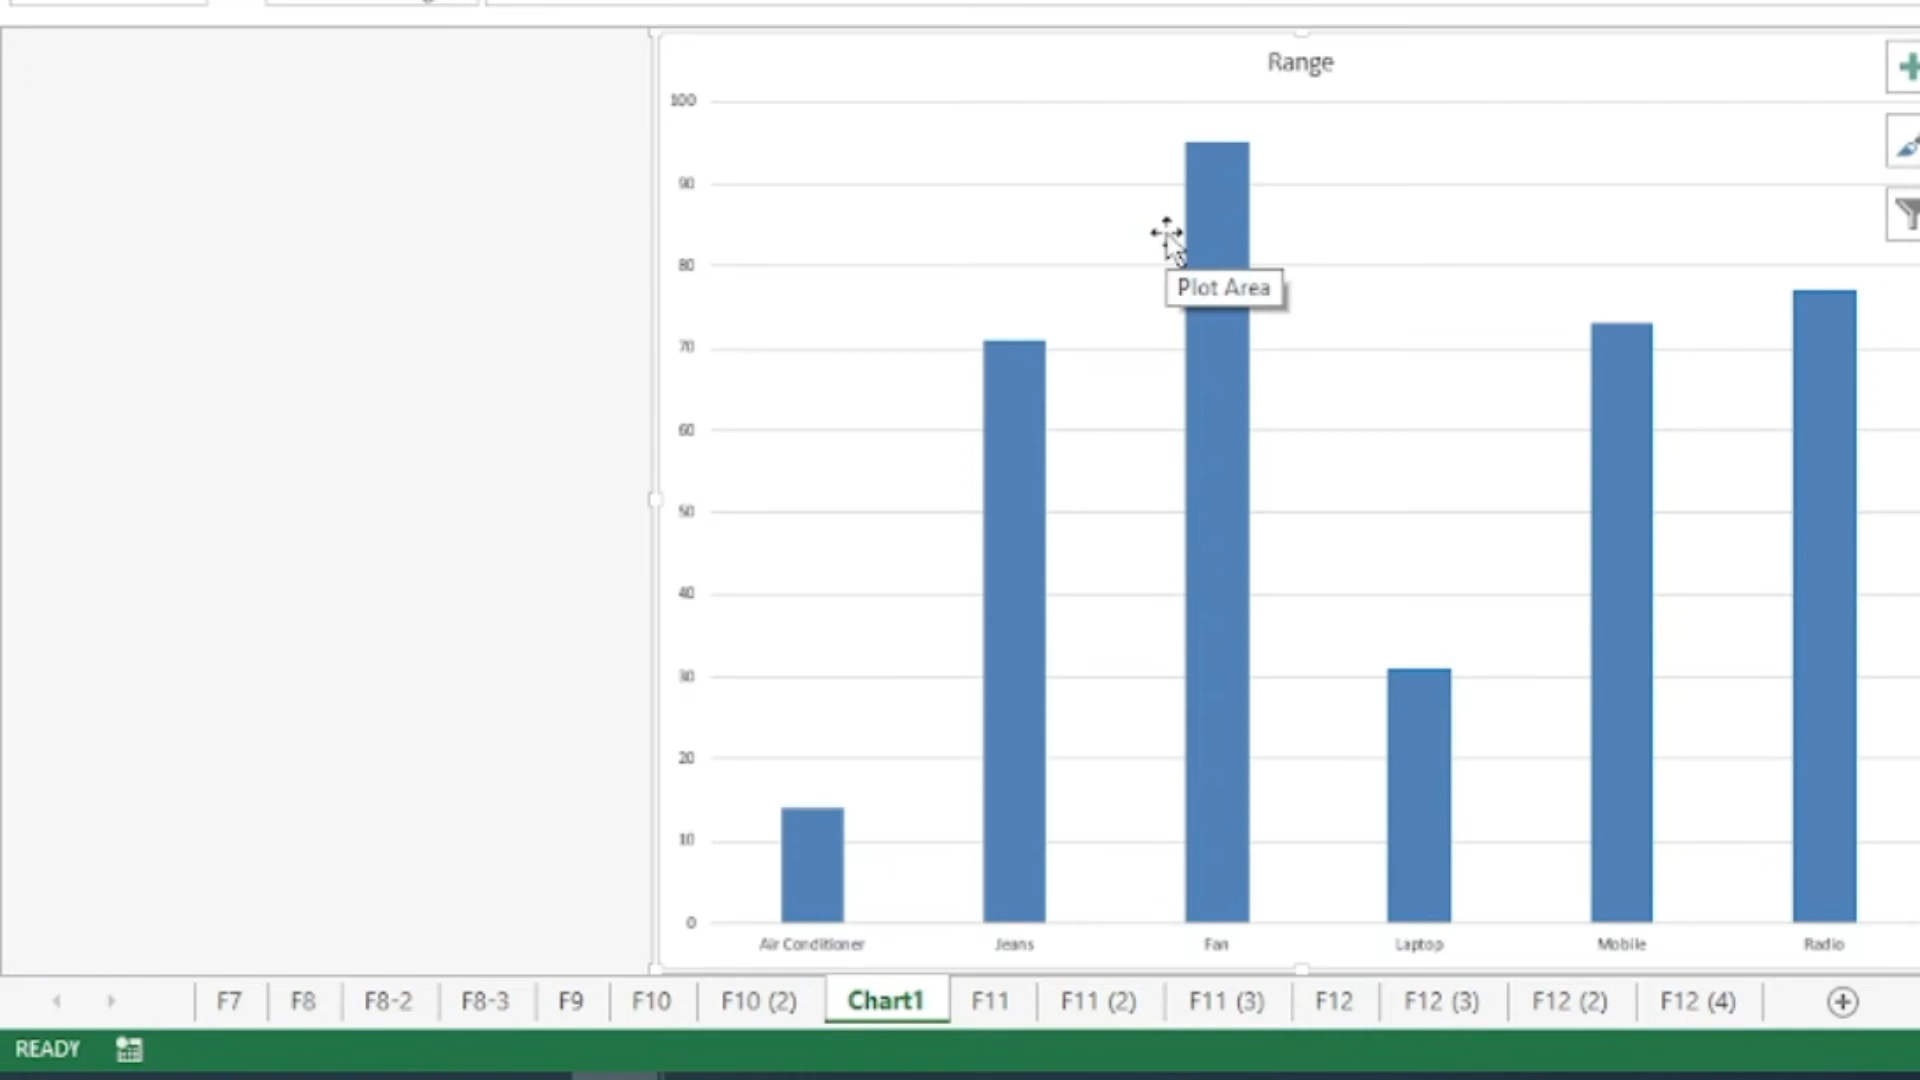 Range
100
90
80
Plot Area
70
60
50
40
30
20
10
0
Air Conditioner Jeans Fan Laptop Mobile Radio
F7 F8 F8-2 F8-3 F9 F10 F10 (2) Chart1 F11 F11 (2) F11 (3) F12 F12 (3) F12 (2) F12 (4)
READY